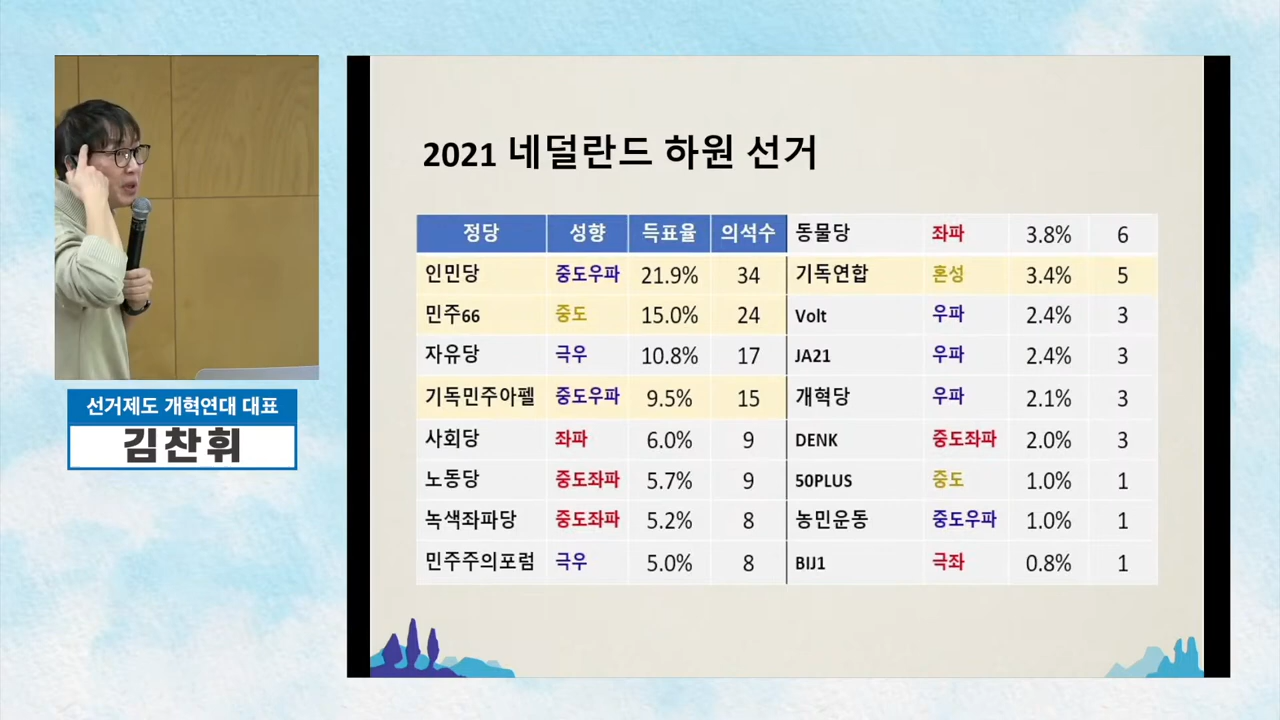 2021 네덜란드 하원 선거
정당 성향 득표율 의석수
인민당 중도우파 21.9% 34
민주66 중도 15.0% 24
자유당 극우 10.8% 17
기독민주아펠 중도우파 9.5% 15
사회당 좌파 6.0% 9
노동당 중도좌파 5.7% 9
녹색좌파당 중도좌파 5.2% 8
민주주의포럼 극우 5.0% 8
동물당 좌파 3.8% 6
기독연합 혼성 3.4% 5
Volt 우파 2.4% 3
JA21 우파 2.4% 3
개혁당 우파 2.1% 3
DENK 중도좌파 2.0% 3
50PLUS 중도 1.0% 1
농민운동 중도우파 1.0% 1
BIJ1 극좌 0.8% 1
선거제도 개혁연대 대표
김찬휘